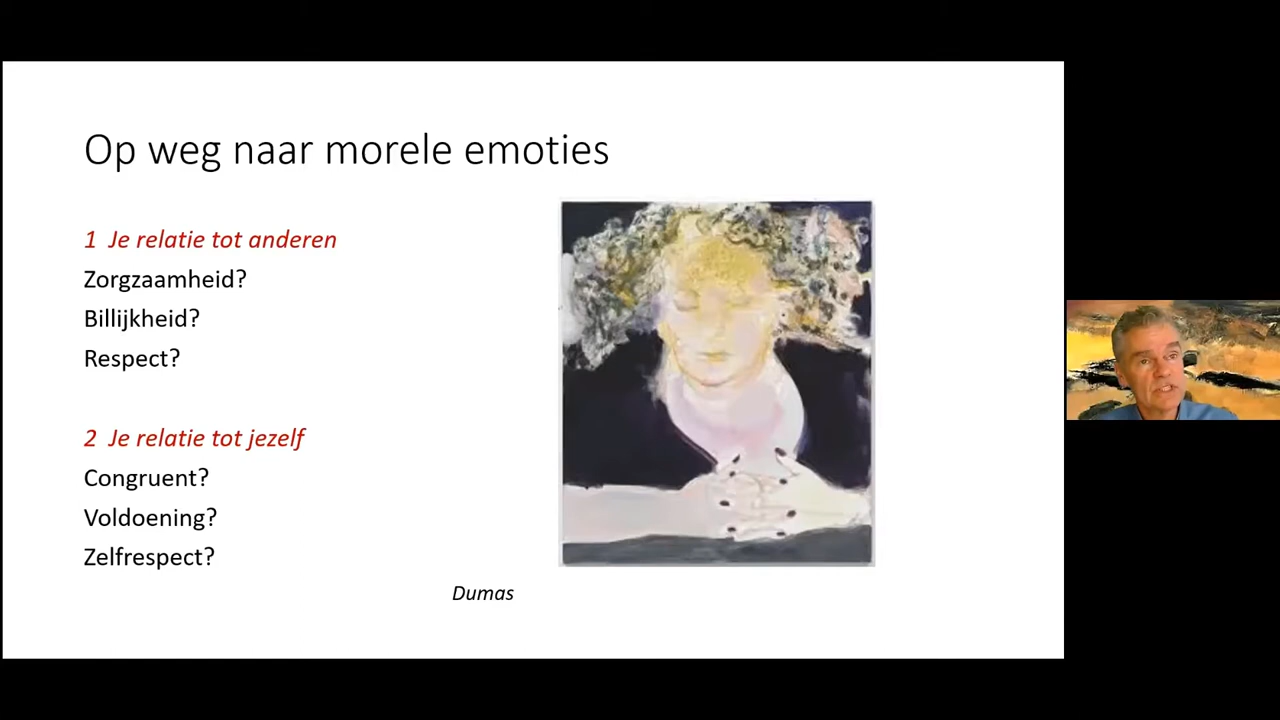 Op weg naar morele emoties
1 Je relatie tot anderen
Zorgzaamheid?
Billijkheid?
Respect?
2 Je relatie tot jezelf
Congruent?
Voldoening?
Zelfrespect?
Dumas